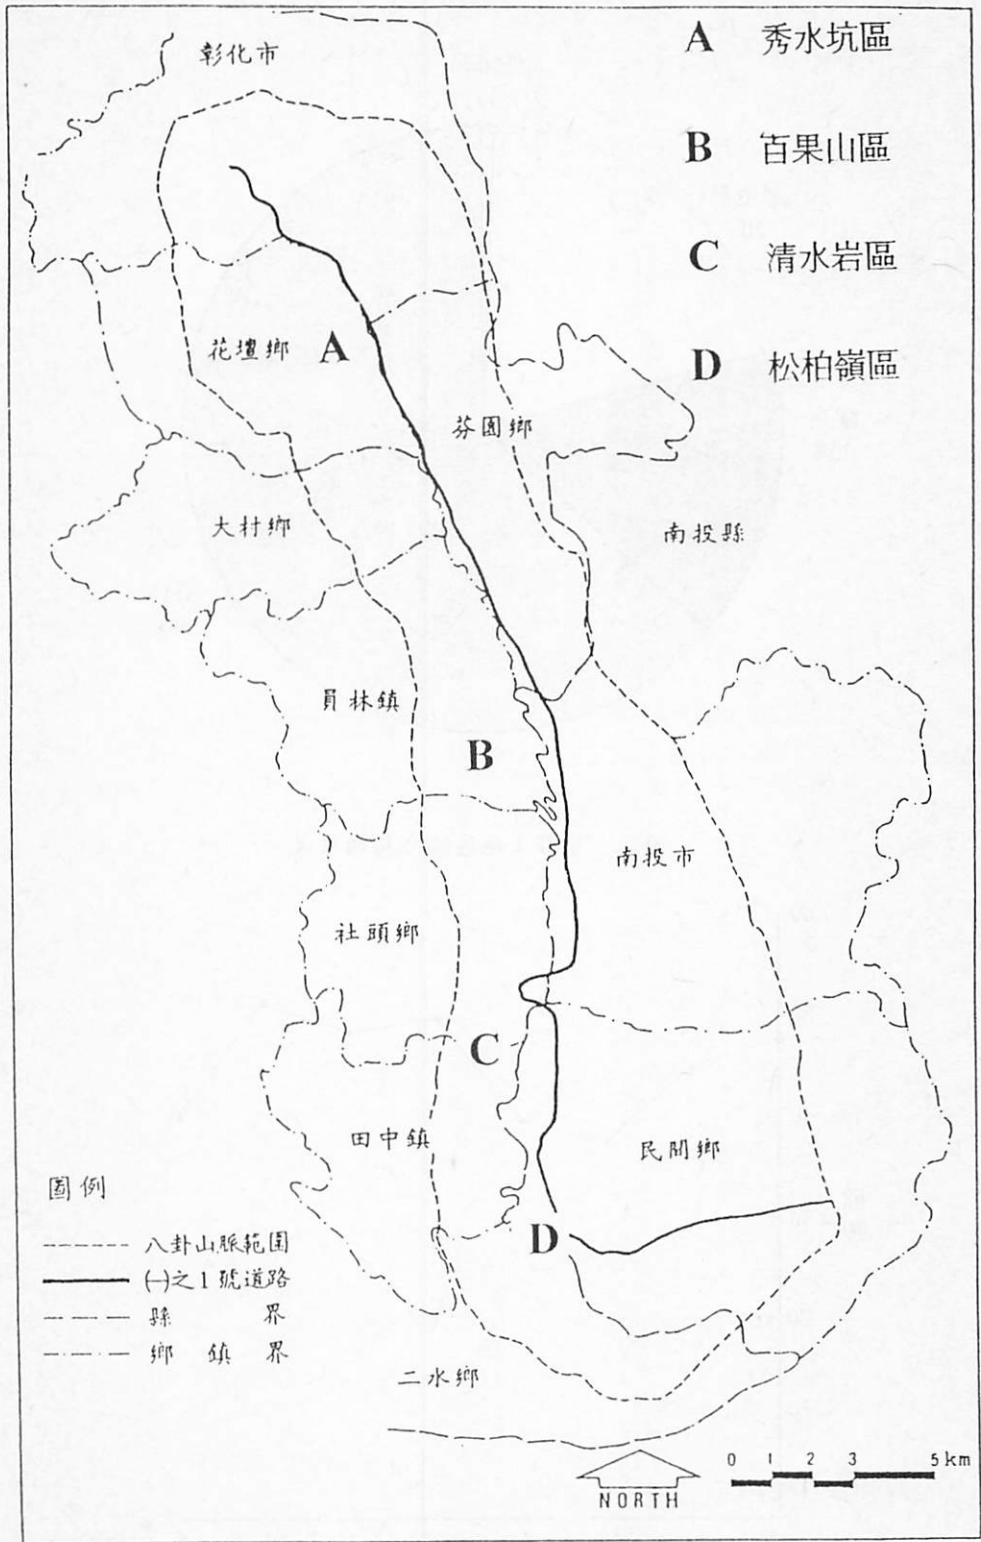 A 秀水坑區
B 百果山區
C 清水岩區
D 松柏嶺區
彰化市
花壇鄉
A
芬園鄉
大村鄉
南投縣
員林鎮
B
南投市
社頭鄉
C
田中鎮
民間鄉
D
二水鄉
圖例
八卦山脈範圍
(一)之1號道路
縣 界
鄉 鎮 界
0 1 2 3 5km
NORTH